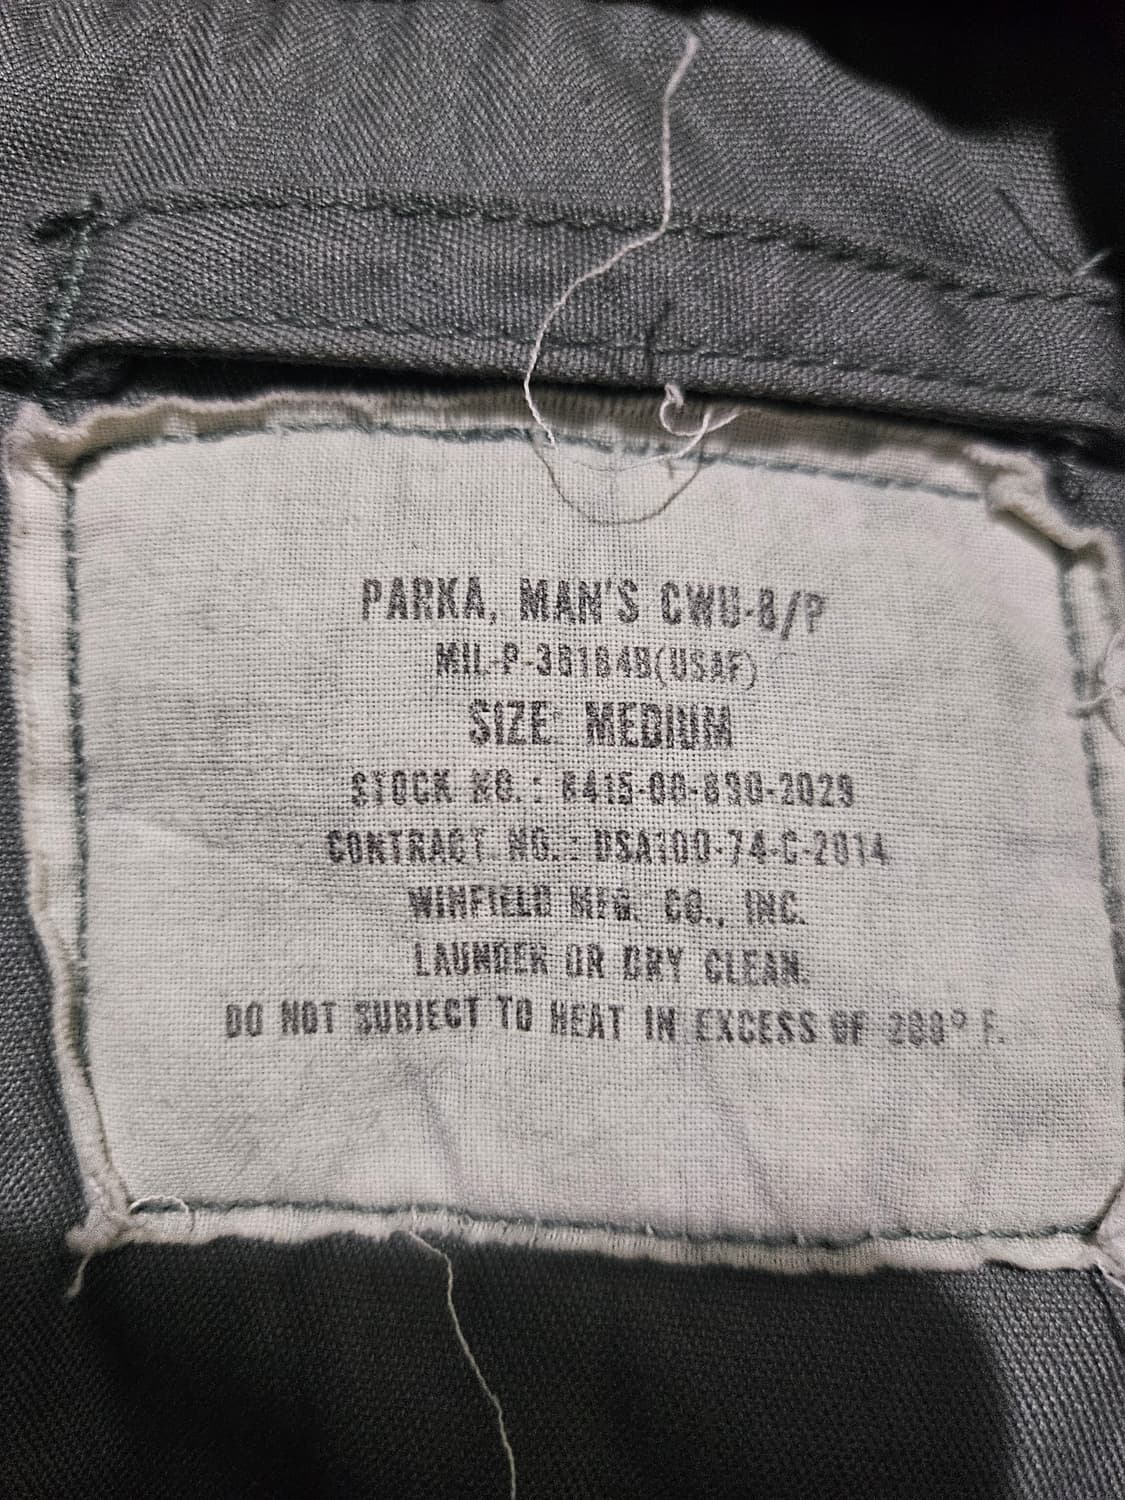 PARKA, MAN'S CWU-8/P
MIL-P-38184B(USAF)
SIZE: MEDIUM
STOCK NO.: 8415-00-890-2029
CONTRACT NO.: DSA100-74-C-2014
WINFIELD MFG. CO., INC.
LAUNDER OR DRY CLEAN.
DO NOT SUBJECT TO HEAT IN EXCESS OF 200° F.